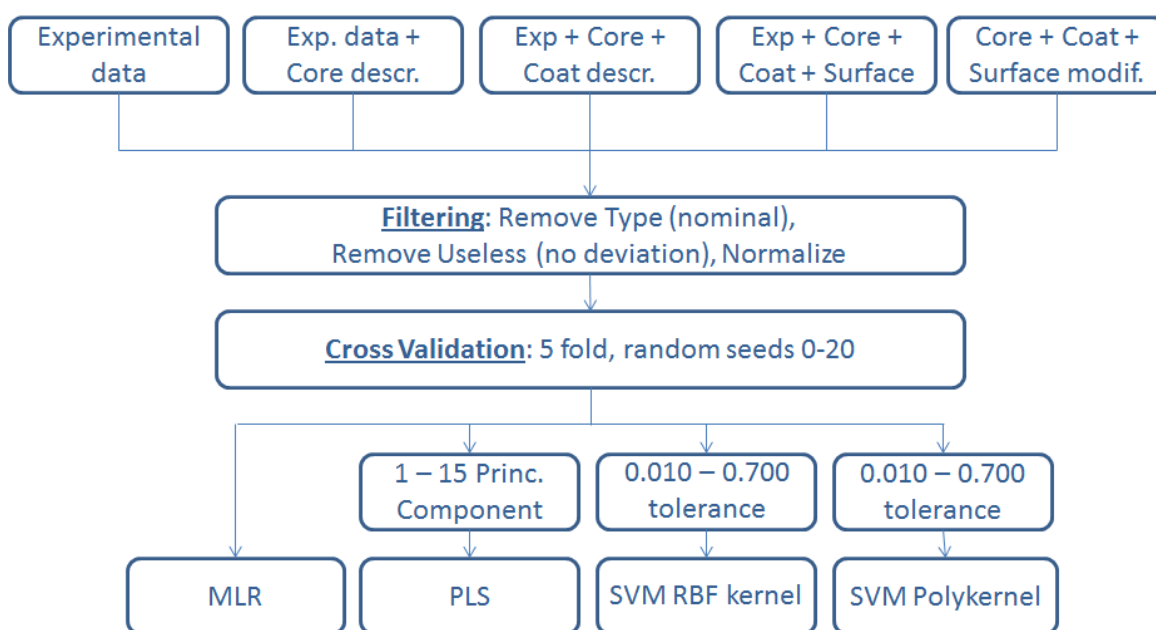 Experimental
data
Exp. data +
Core descr.
Exp + Core +
Coat descr.
Exp + Core +
Coat + Surface
Core + Coat +
Surface modif.
Filtering: Remove Type (nominal),
Remove Useless (no deviation), Normalize
Cross Validation: 5 fold, random seeds 0-20
1 – 15 Princ.
Component
0.010 – 0.700
tolerance
0.010 – 0.700
tolerance
MLR
PLS
SVM RBF kernel
SVM Polykernel